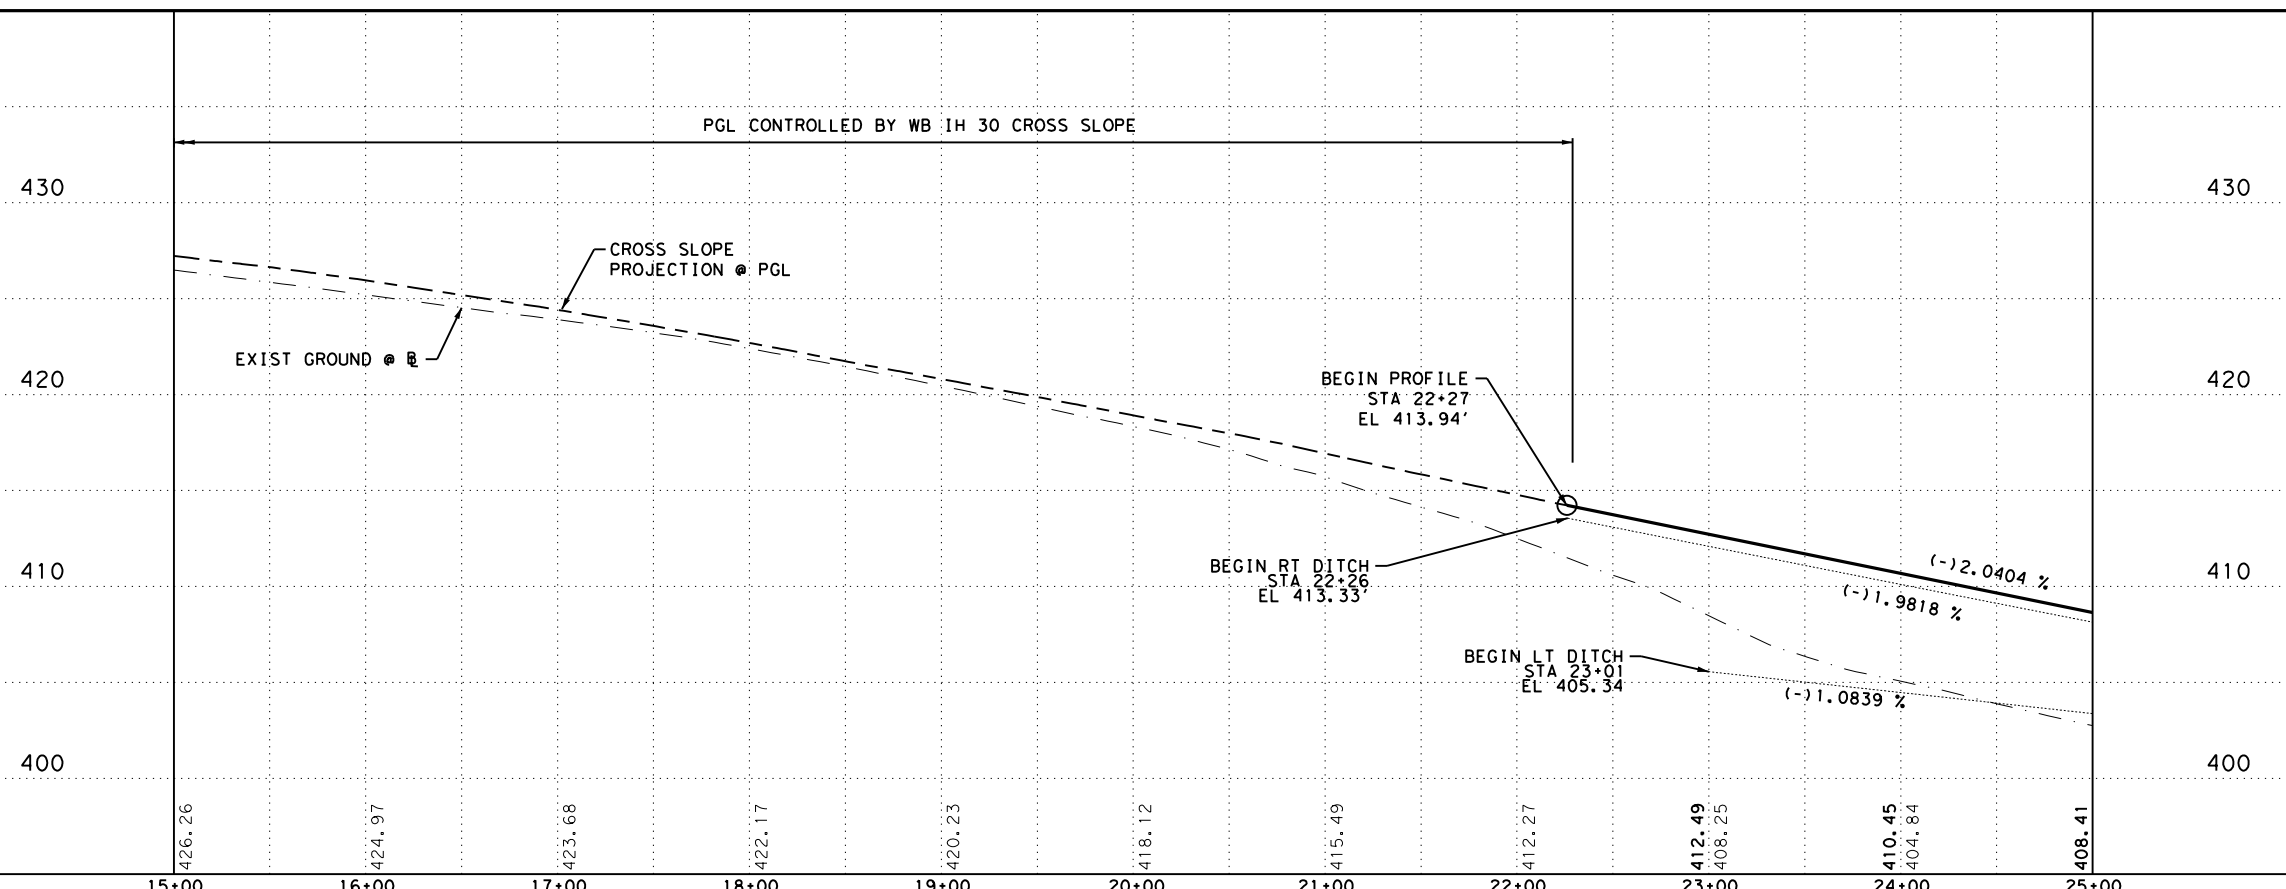 PGL CONTROLLED BY WB IH 30 CROSS SLOPE
430
430
CROSS SLOPE
PROJECTION @ PGL
EXIST GROUND @ BL
420
420
BEGIN PROFILE
STA 22+27
EL 413.94'
410
410
BEGIN RT DITCH
STA 22+26
EL 413.33'
(-)2.0404 %
(-)1.9818 %
BEGIN LT DITCH
STA 23+01
EL 405.34
(-)1.0839 %
400
400
426.26
424.97
423.68
422.17
420.23
418.12
415.49
412.27
412.49
408.25
410.45
404.84
408.41
15+00 16+00 17+00 18+00 19+00 20+00 21+00 22+00 23+00 24+00 25+00